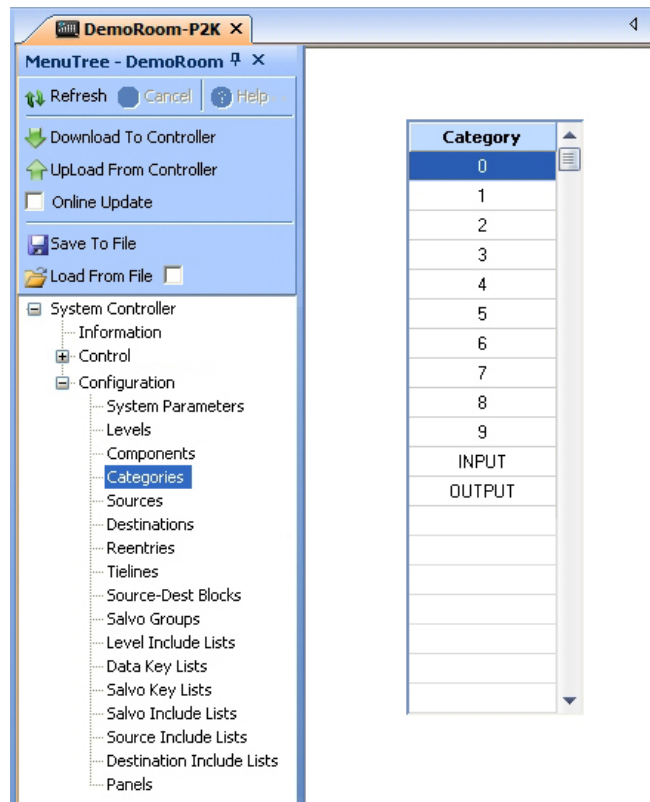 DemoRoom-P2K
MenuTree - DemoRoom
Refresh Cancel Help
Download To Controller
UpLoad From Controller
Online Update
Save To File
Load From File
System Controller
Information
Control
Configuration
System Parameters
Levels
Components
Categories
Sources
Destinations
Reentries
Tielines
Source-Dest Blocks
Salvo Groups
Level Include Lists
Data Key Lists
Salvo Key Lists
Salvo Include Lists
Source Include Lists
Destination Include Lists
Panels
Category
0
1
2
3
4
5
6
7
8
9
INPUT
OUTPUT